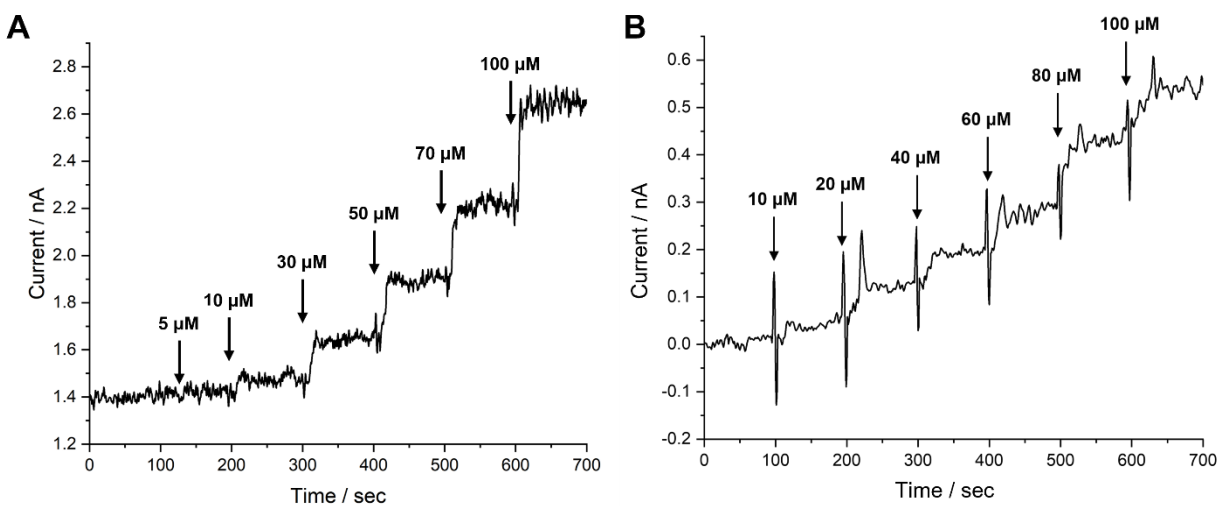 A
2.8
2.6
2.4
2.2
2.0
1.8
1.6
1.4
1.2
Current / nA
5 µM
10 µM
30 µM
50 µM
70 µM
100 µM
0
100
200
300
400
500
600
700
Time / sec
B
0.6
0.5
0.4
0.3
0.2
0.1
0.0
-0.1
-0.2
Current / nA
10 µM
20 µM
40 µM
60 µM
80 µM
100 µM
0
100
200
300
400
500
600
700
Time / sec